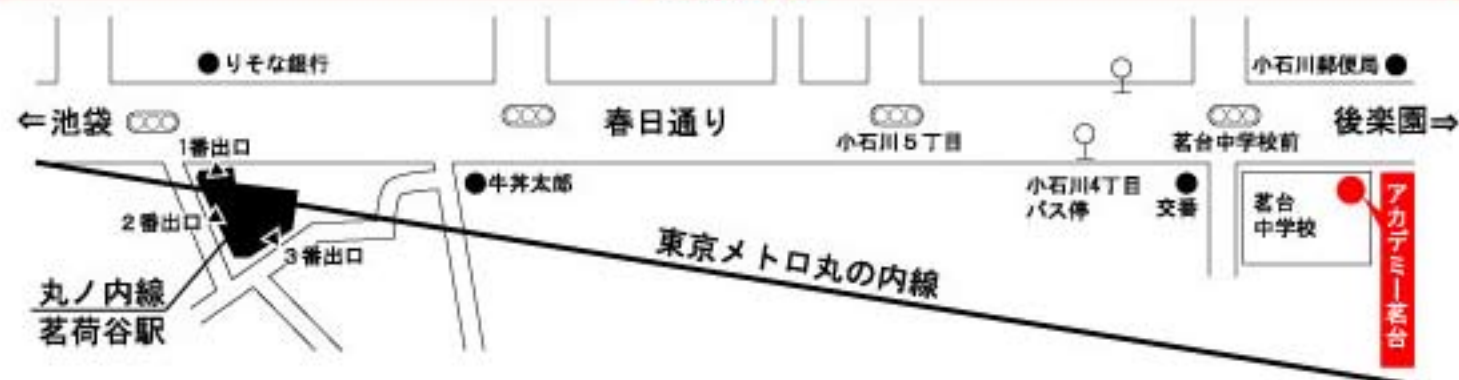 りそな銀行
小石川郵便局
⇐池袋
春日通り
後楽園⇒
1番出口
小石川5丁目
茗台中学校前
牛丼太郎
小石川4丁目
バス停
交番
茗台
中学校
アカデミー茗台
2番出口
3番出口
東京メトロ丸の内線
丸ノ内線
茗荷谷駅